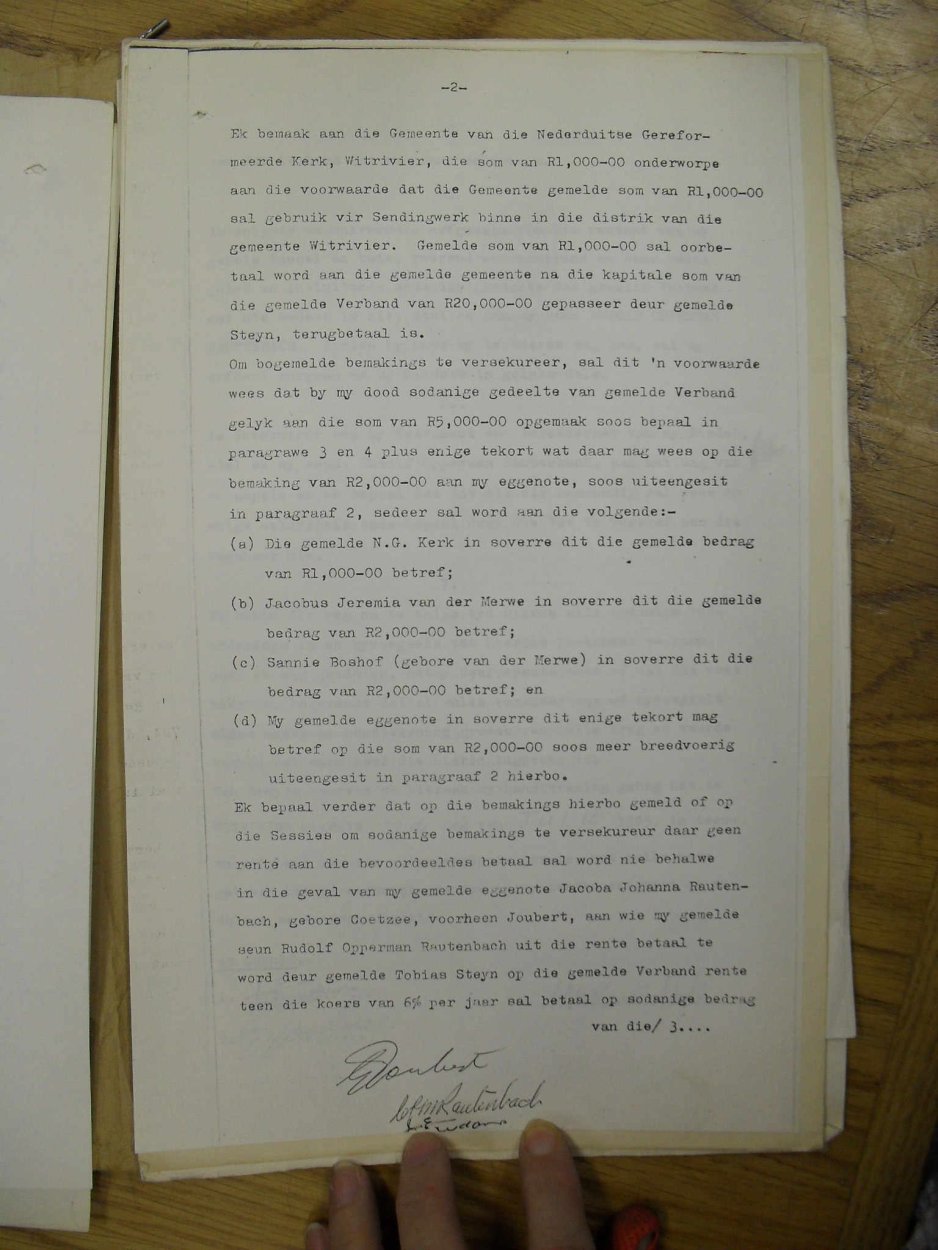 -2-
Ek bemaak aan die Gemeente van die Nederduitse Gerefor-
meerde Kerk, Witrivier, die som van R1,000-00 onderworpe
aan die voorwaarde dat die Gemeente gemelde som van R1,000-00
sal gebruik vir Sendingwerk binne in die distrik van die
gemeente Witrivier. Gemelde som van R1,000-00 sal oorbe-
taal word aan die gemelde gemeente na die kapitale som van
die gemelde Verband van R20,000-00 gepasseer deur gemelde
Steyn, terugbetaal is.
Om bogemelde bemakings te versekureer, sal dit 'n voorwaarde
wees dat by my dood sodanige gedeelte van gemelde Verband
gelyk aan die som van R5,000-00 opgemaak soos bepaal in
paragrawe 3 en 4 plus enige tekort wat daar mag wees op die
bemaking van R2,000-00 aan my eggenote, soos uiteengesit
in paragraaf 2, sedeer sal word aan die volgende:-
(a) Die gemelde N.G. Kerk in soverre dit die gemelde bedrag
van R1,000-00 betref;
(b) Jacobus Jeremia van der Merwe in soverre dit die gemelde
bedrag van R2,000-00 betref;
(c) Sannie Boshof (gebore van der Merwe) in soverre dit die
bedrag van R2,000-00 betref; en
(d) My gemelde eggenote in soverre dit enige tekort mag
betref op die som van R2,000-00 soos meer breedvoerig
uiteengesit in paragraaf 2 hierbo.
Ek bepaal verder dat op die bemakings hierbo gemeld of op
die Sessies om sodanige bemakings te versekureur daar geen
rente aan die bevoordeeldes betaal sal word nie behalwe
in die geval van my gemelde eggenote Jacoba Johanna Rauten-
bach, gebore Coetzee, voorheen Joubert, aan wie my gemelde
seun Rudolf Opperman Rautenbach uit die rente betaal te
word deur gemelde Tobias Steyn op die gemelde Verband rente
teen die koers van 6% per jaar sal betaal op sodanige bedrag
van die/ 3....
Joubert
Rautenbach